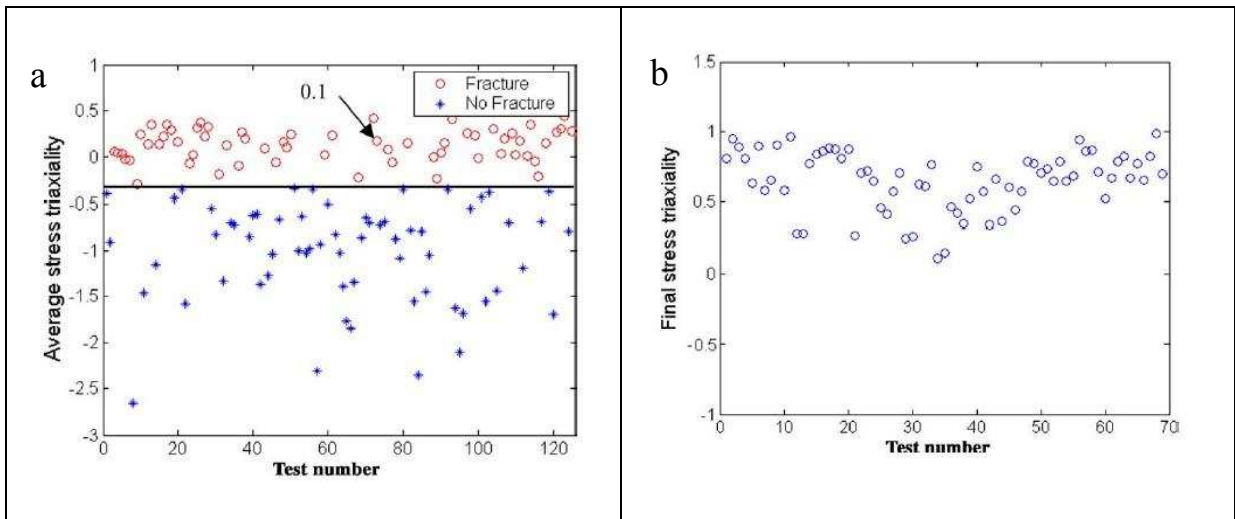 a
Average stress triaxiality
1
0.5
0
-0.5
-1
-1.5
-2
-2.5
-3
0.1
Fracture
No Fracture
0 20 40 60 80 100 120
Test number
b
Final stress triaxiality
1.5
1
0.5
0
-0.5
-1
0 10 20 30 40 50 60 70
Test number